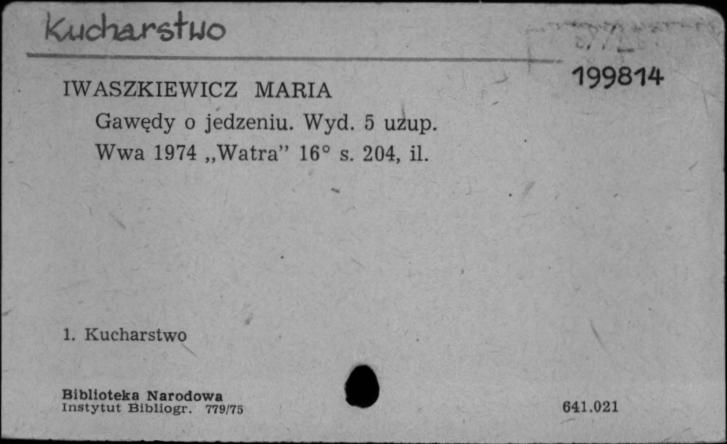 Kucharstwo
199814
IWASZKIEWICZ MARIA
Gawędy o jedzeniu. Wyd. 5 uzup.
Wwa 1974 „Watra” 16° s. 204, il.
1. Kucharstwo
Biblioteka Narodowa
Instytut Bibliogr. 779/75
641.021